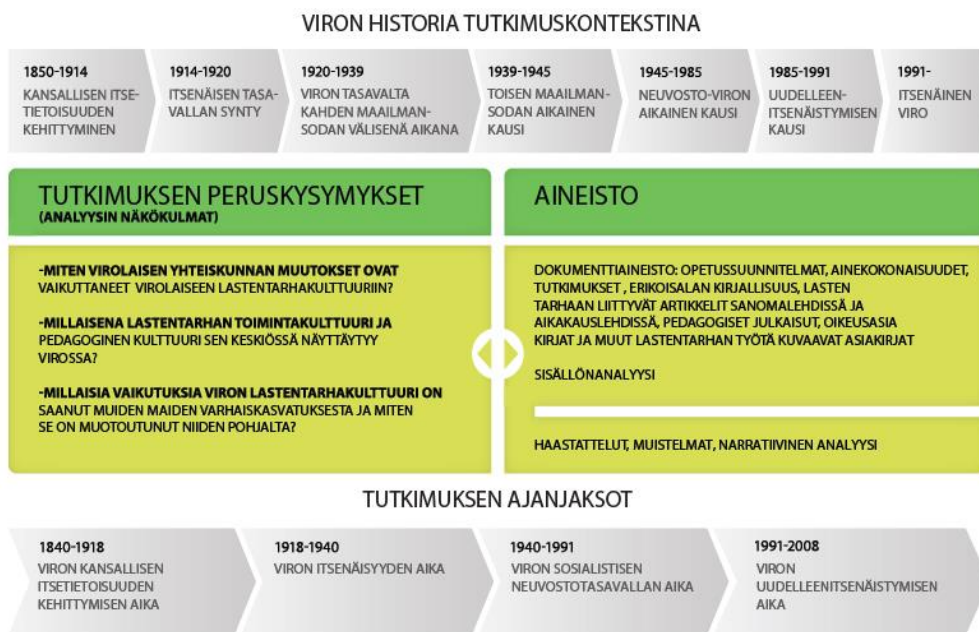 VIRON HISTORIA TUTKIMUSKONTEKSTINA
1850-1914
KANSALLISEN ITSE-
TIETOISUUDEN
KEHITTYMINEN
1914-1920
ITSENÄISEN TASA-
VALLAN SYNTY
1920-1939
VIRON TASAVALTA
KAHDEN MAAILMAN-
SODAN VÄLISENÄ AIKANA
1939-1945
TOISEN MAAILMAN-
SODAN AIKAINEN
KAUSI
1945-1985
NEUVOSTO-VIRON
AIKAINEN KAUSI
1985-1991
UUDELLEEN-
ITSENÄISTYMISEN
KAUSI
1991-
ITSENÄINEN
VIRO
TUTKIMUKSEN PERUSKYSYMYKSET
(ANALYYSIN NÄKÖKULMAT)
-MITEN VIROLAISEN YHTEISKUNNAN MUUTOKSET OVAT
VAIKUTTANEET VIROLAISEEN LASTENTARHAKULTTUURIIN?
-MILLAISENA LASTENTARHAN TOIMINTAKULTTUURI JA
PEDAGOGINEN KULTTUURI SEN KESKIÖSSÄ NÄYTTÄYTYY
VIROSSA?
-MILLAISIA VAIKUTUKSIA VIRON LASTENTARHAKULTTUURI ON
SAANUT MUIDEN MAIDEN VARHAISKASVATUKSESTA JA MITEN
SE ON MUOTOUTUNUT NIIDEN POHJALTA?
AINEISTO
DOKUMENTTIAINEISTO: OPETUSSUUNNITELMAT, AINEKOKONAISUUDET,
TUTKIMUKSET , ERIKOISALAN KIRJALLISUUS, LASTEN
TARHAAN LIITTYVÄT ARTIKKELIT SANOMALEHDISSÄ JA
AIKAKAUSLEHDISSÄ, PEDAGOGISET JULKAISUT, OIKEUSASIA
KIRJAT JA MUUT LASTENTARHAN TYÖTÄ KUVAAVAT ASIAKIRJAT
SISÄLLÖNANALYYSI
HAASTATTELUT, MUISTELMAT, NARRATIIVINEN ANALYYSI
TUTKIMUKSEN AJANJAKSOT
1840-1918
VIRON KANSALLISEN
ITSETIETOISUUDEN
KEHITTYMISEN AIKA
1918-1940
VIRON ITSENÄISYYDEN AIKA
1940-1991
VIRON SOSIALISTISEN
NEUVOSTOTASAVALLAN AIKA
1991-2008
VIRON
UUDELLEENITSENÄISTYMISEN
AIKA